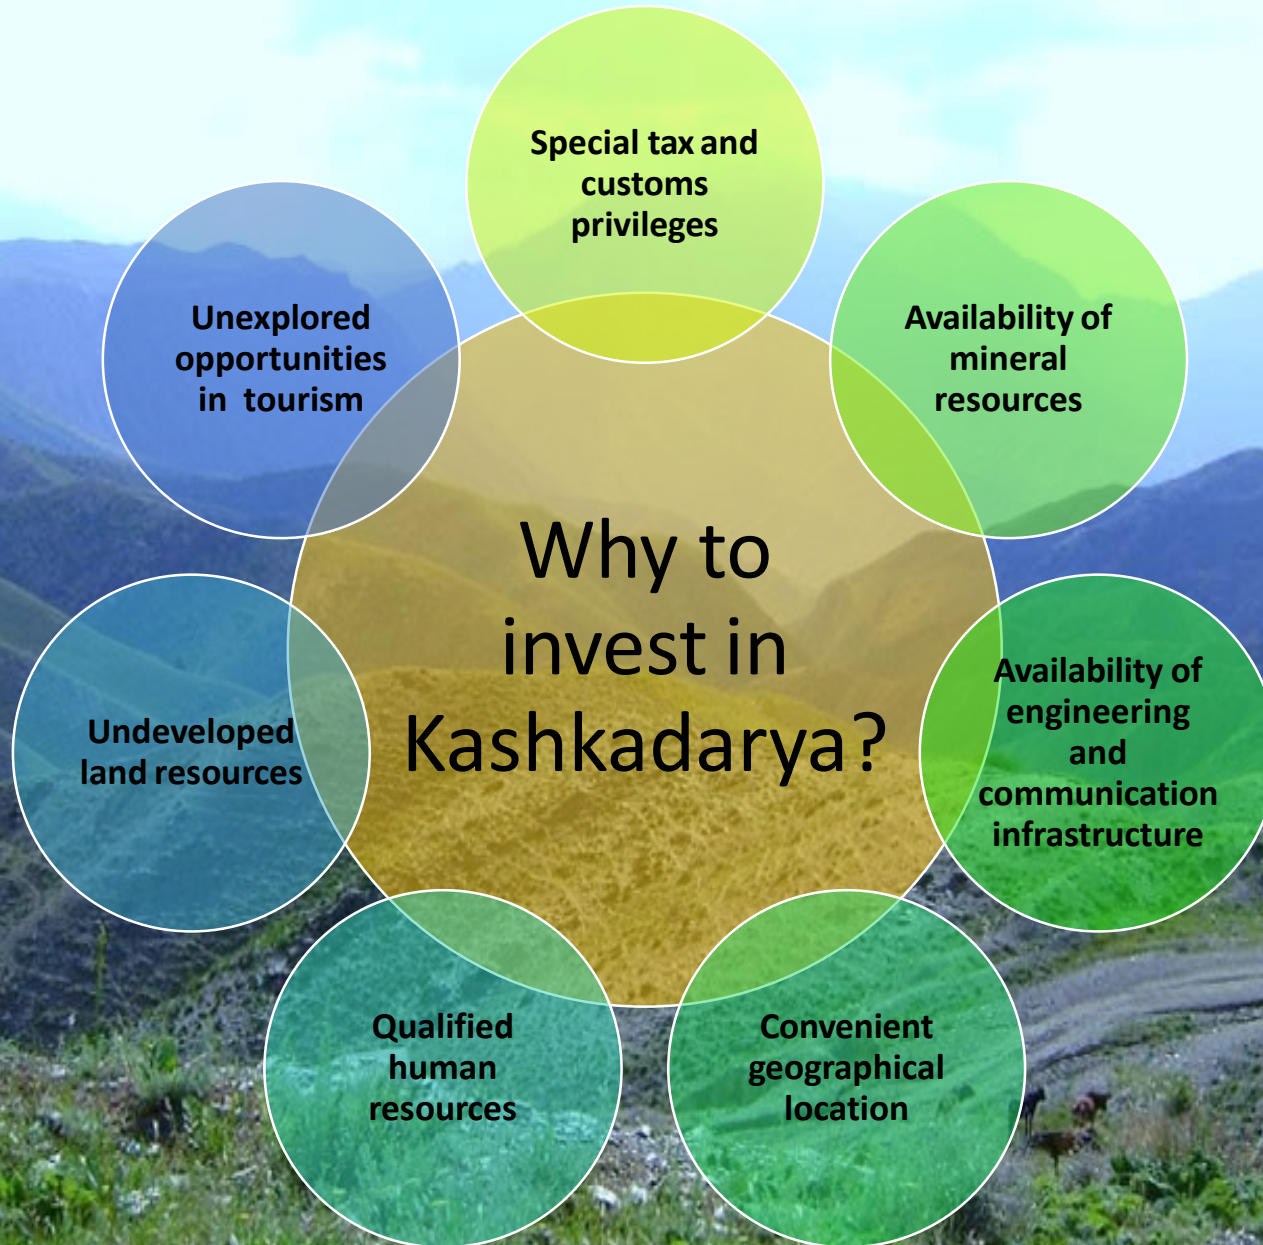 Special tax and
customs
privileges
Availability of
mineral
resources
Availability of
engineering
and
communication
infrastructure
Convenient
geographical
location
Qualified
human
resources
Undeveloped
land resources
Unexplored
opportunities
in tourism
Why to
invest in
Kashkadarya?